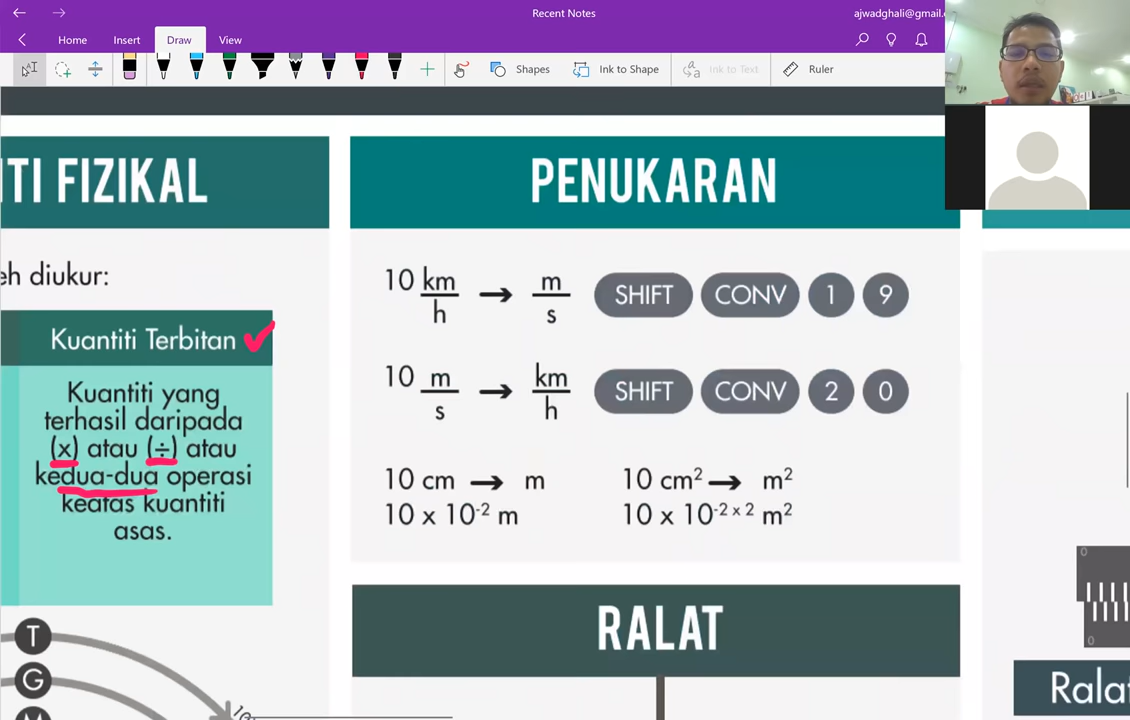 Recent Notes
ajwadghali@gmail.
Home Insert Draw View
Shapes Ink to Shape Ink to Text Ruler
TI FIZIKAL
eh diukur:
Kuantiti Terbitan
Kuantiti yang
terhasil daripada
(x) atau (÷) atau
kedua-dua operasi
keatas kuantiti
asas.
T
G
PENUKARAN
10 km/h → m/s SHIFT CONV 1 9
10 m/s → km/h SHIFT CONV 2 0
10 cm → m
10 x 10⁻² m
10 cm² → m²
10 x 10⁻² ˣ ² m²
RALAT
0
0
Ralat